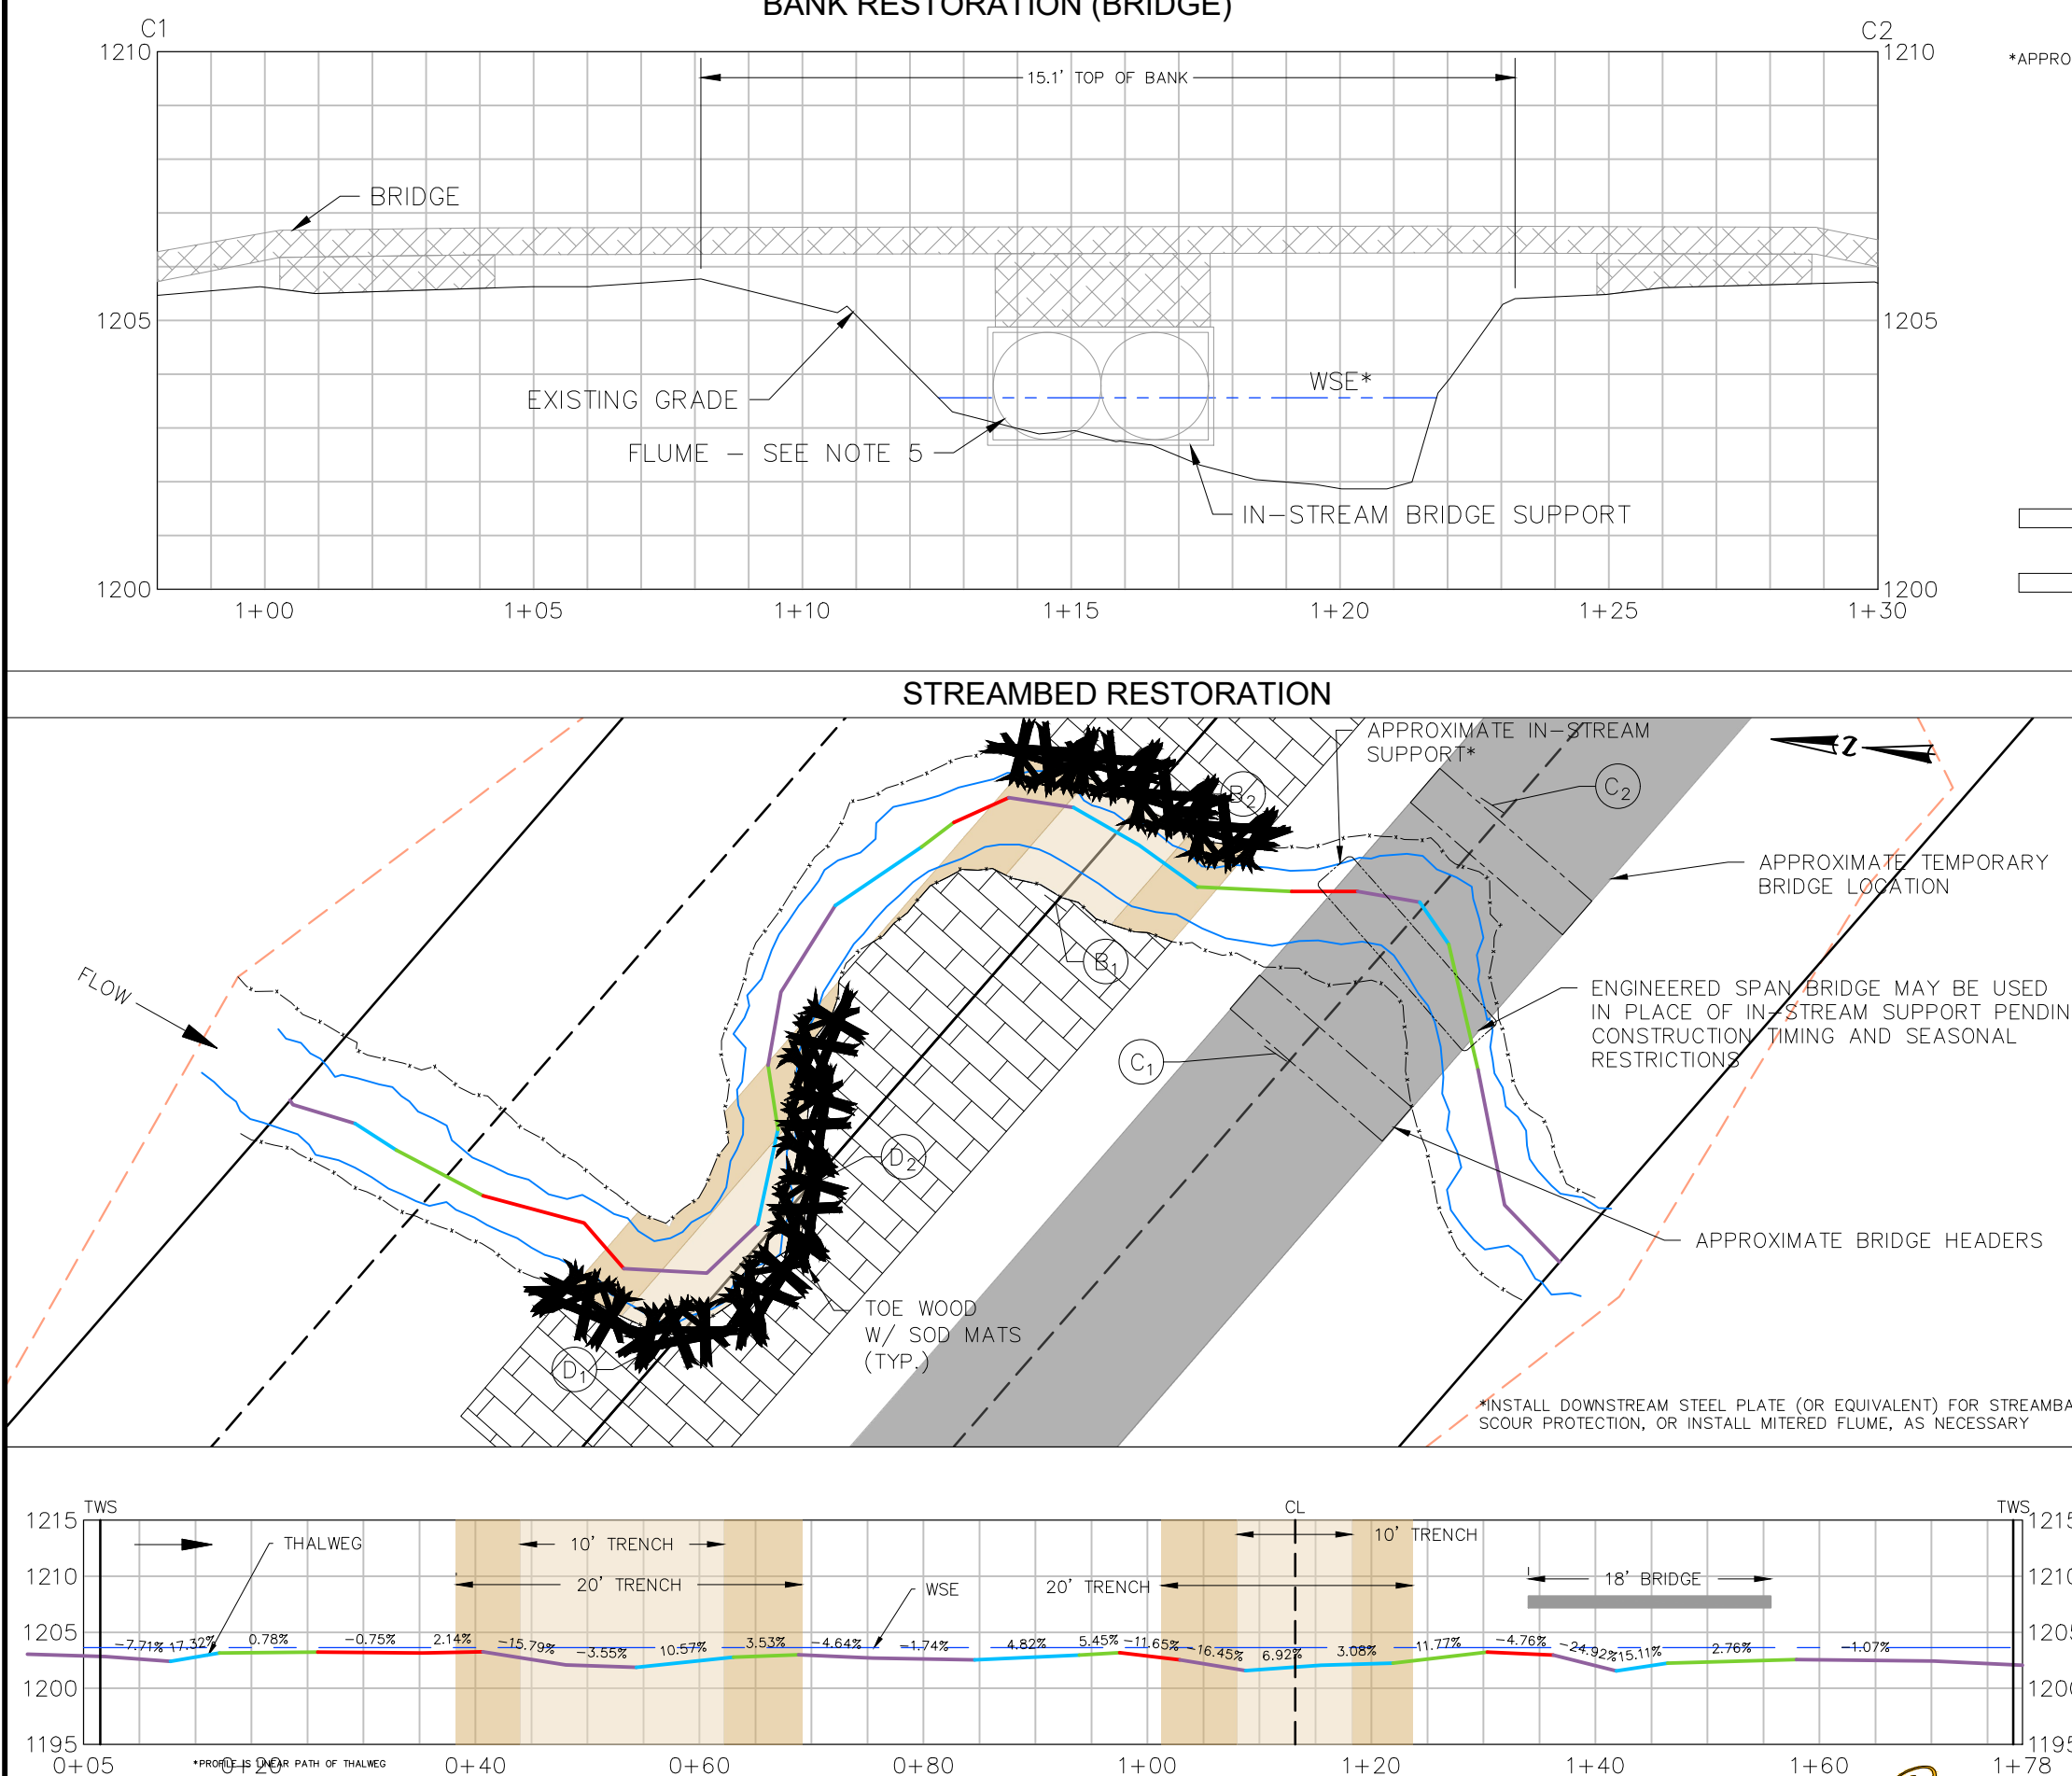 BANK RESTORATION (BRIDGE)
C1
C2
1210
1210
*APPRO
15.1' TOP OF BANK
BRIDGE
1205
1205
WSE*
EXISTING GRADE
FLUME – SEE NOTE 5
IN–STREAM BRIDGE SUPPORT
1200
1200
1+00 1+05 1+10 1+15 1+20 1+25 1+30
STREAMBED RESTORATION
APPROXIMATE IN–STREAM
SUPPORT*
Z
B2
C2
APPROXIMATE TEMPORARY
BRIDGE LOCATION
FLOW
B1
ENGINEERED SPAN BRIDGE MAY BE USED
IN PLACE OF IN–STREAM SUPPORT PENDIN
CONSTRUCTION TIMING AND SEASONAL
RESTRICTIONS
C1
D2
APPROXIMATE BRIDGE HEADERS
TOE WOOD
W/ SOD MATS
(TYP.)
D1
*INSTALL DOWNSTREAM STEEL PLATE (OR EQUIVALENT) FOR STREAMBA
SCOUR PROTECTION, OR INSTALL MITERED FLUME, AS NECESSARY
TWS
CL
TWS
1215
1215
THALWEG
10' TRENCH
10' TRENCH
1210
1210
20' TRENCH
WSE
20' TRENCH
18' BRIDGE
1205
1205
–7.71% 17.32% 0.78% –0.75% 2.14% –15.79% –3.55% 10.57% 3.53% –4.64% –1.74% 4.82% 5.45% –11.65% –16.45% 6.92% 3.08% 11.77% –4.76% –24.92% 15.11% 2.76% –1.07%
1200
1200
1195
1195
*PROFILE IS LINEAR PATH OF THALWEG
0+05 0+20 0+40 0+60 0+80 1+00 1+20 1+40 1+60 1+78